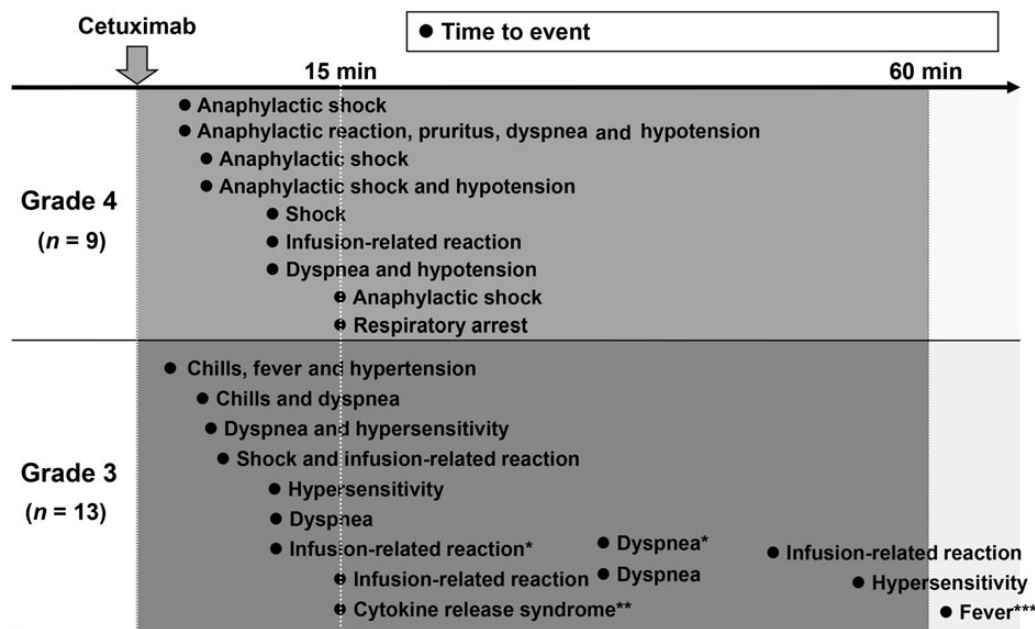 Cetuximab
● Time to event
15 min
60 min
Grade 4
(n = 9)
Anaphylactic shock
Anaphylactic reaction, pruritus, dyspnea and hypotension
Anaphylactic shock
Anaphylactic shock and hypotension
Shock
Infusion-related reaction
Dyspnea and hypotension
Anaphylactic shock
Respiratory arrest
Grade 3
(n = 13)
Chills, fever and hypertension
Chills and dyspnea
Dyspnea and hypersensitivity
Shock and infusion-related reaction
Hypersensitivity
Dyspnea
Infusion-related reaction*
Infusion-related reaction
Cytokine release syndrome**
Dyspnea*
Dyspnea
Infusion-related reaction
Hypersensitivity
Fever***